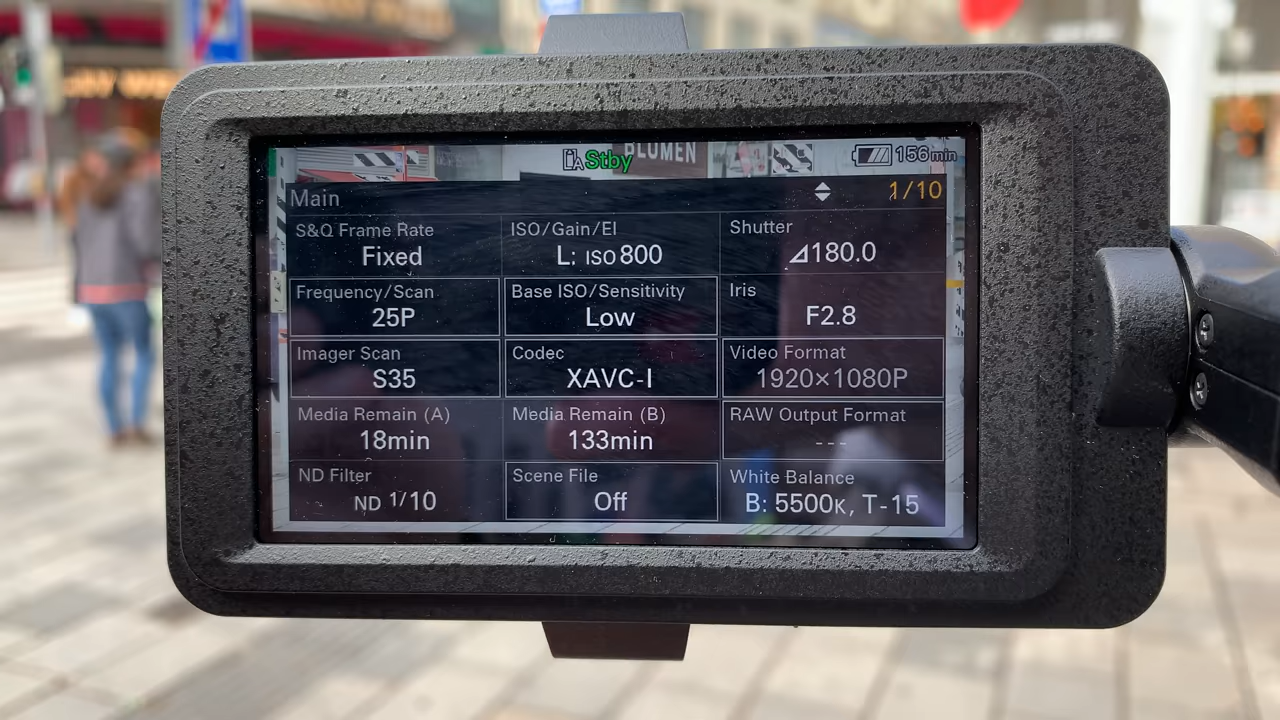 BLUMEN
A Stby
156min
Main 1/10
S&Q Frame Rate ISO/Gain/EI Shutter
Fixed L: ISO800 ⊿180.0
Frequency/Scan Base ISO/Sensitivity Iris
25P Low F2.8
Imager Scan Codec Video Format
S35 XAVC-I 1920×1080P
Media Remain (A) Media Remain (B) RAW Output Format
18min 133min ---
ND Filter Scene File White Balance
ND 1/10 Off B: 5500K, T-15